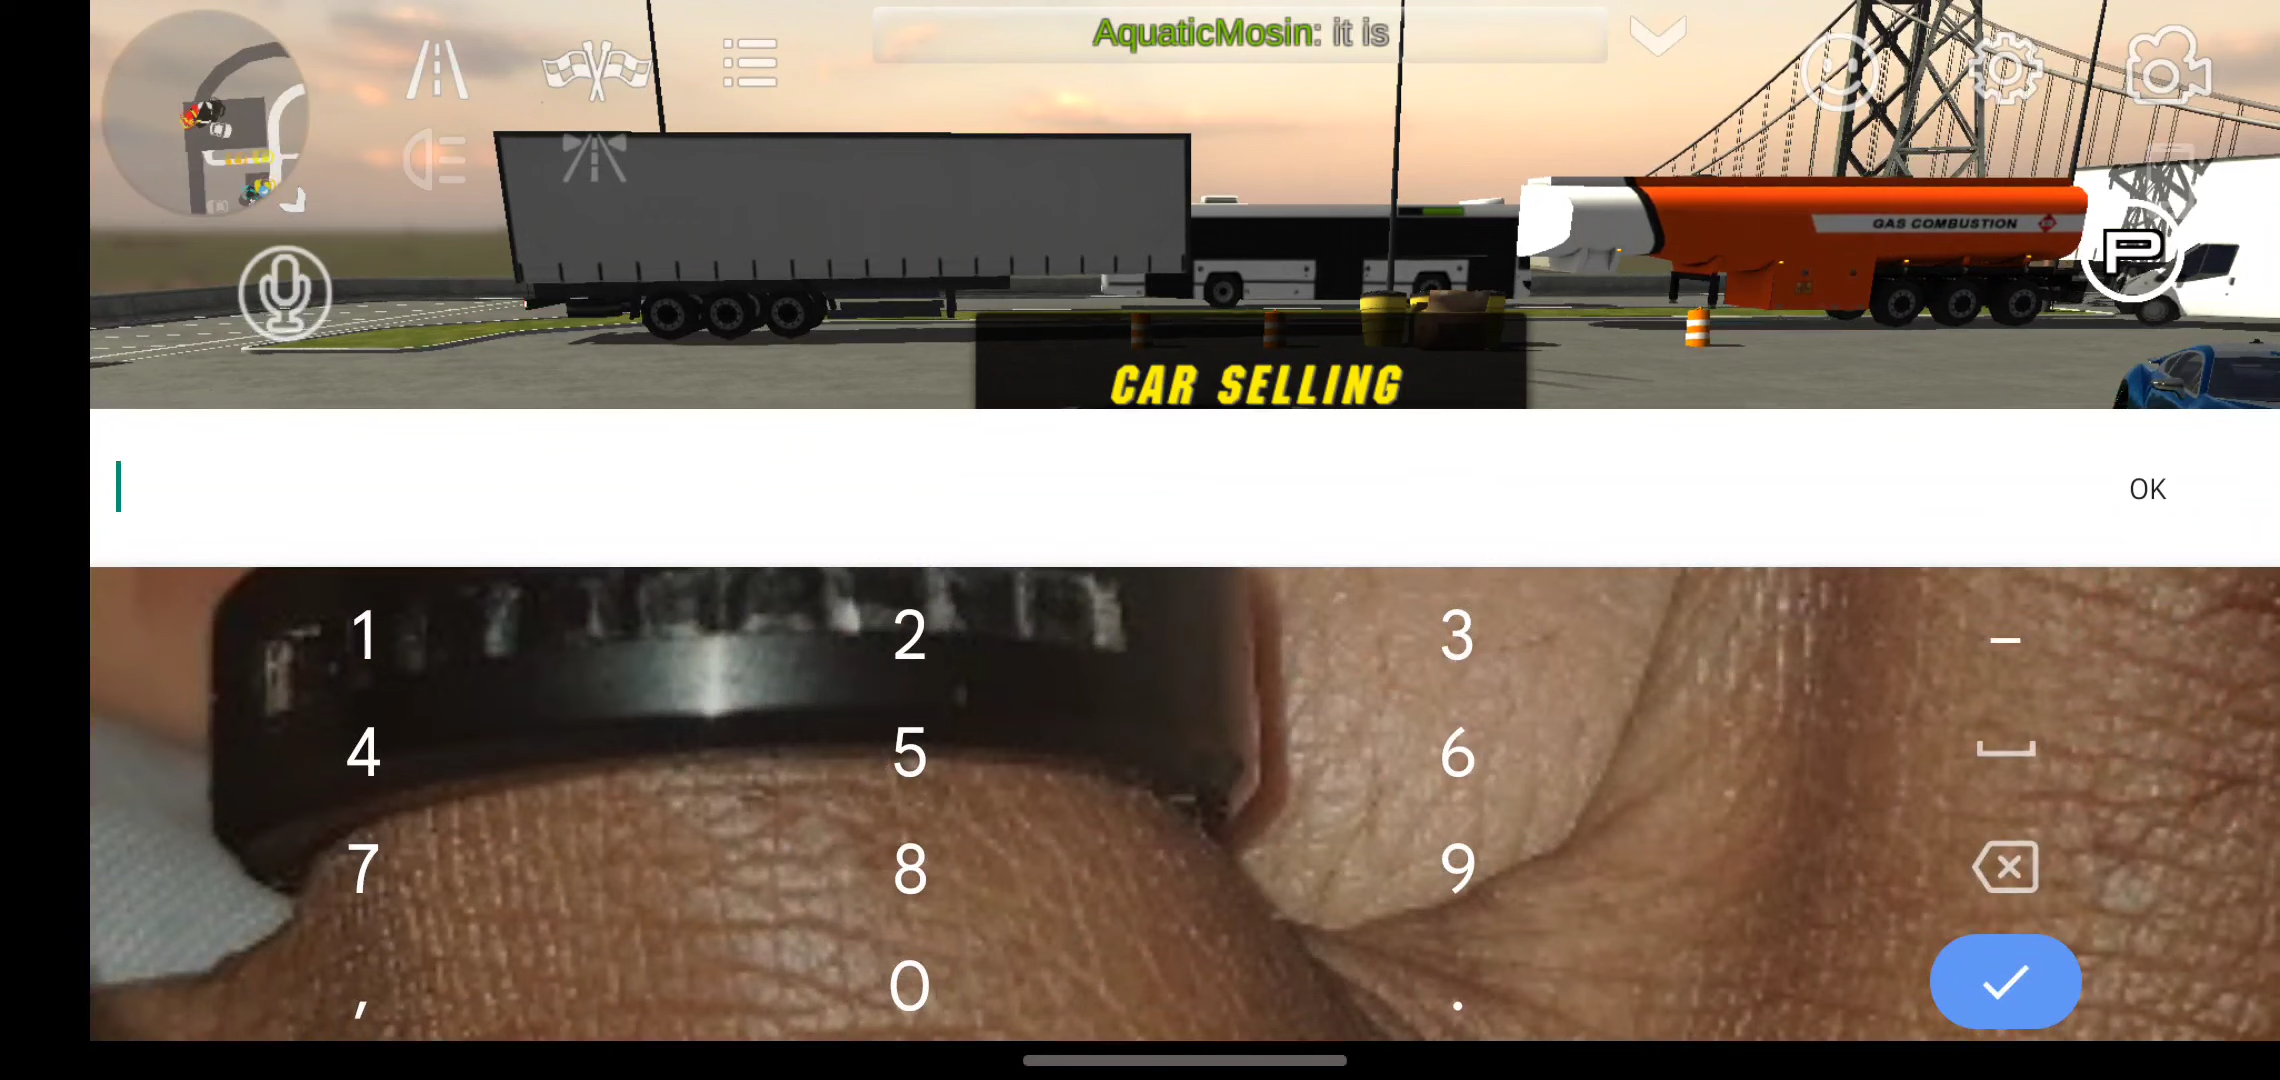 AquaticMosin: it is
GAS COMBUSTION
P
CAR SELLING
OK
1 2 3 -
4 5 6
7 8 9
, 0 .